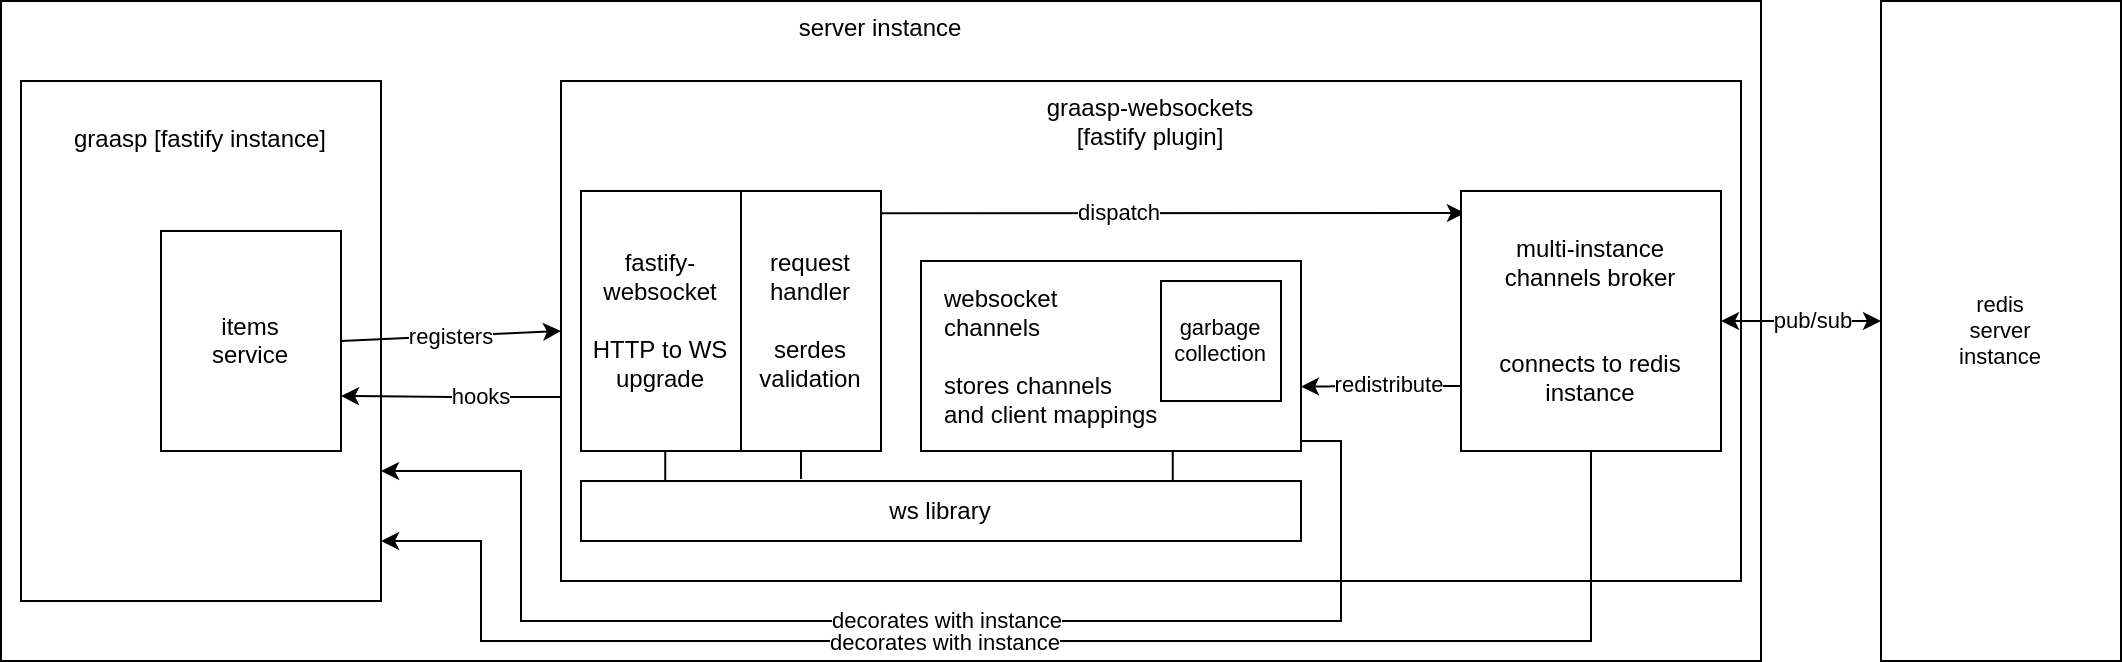 server instance
graasp [fastify instance]
items
service
registers
hooks
graasp-websockets
[fastify plugin]
fastify-
websocket
HTTP to WS
upgrade
request
handler
serdes
validation
dispatch
websocket
channels
stores channels
and client mappings
garbage
collection
redistribute
multi-instance
channels broker
connects to redis
instance
ws library
decorates with instance
decorates with instance
pub/sub
redis
server
instance